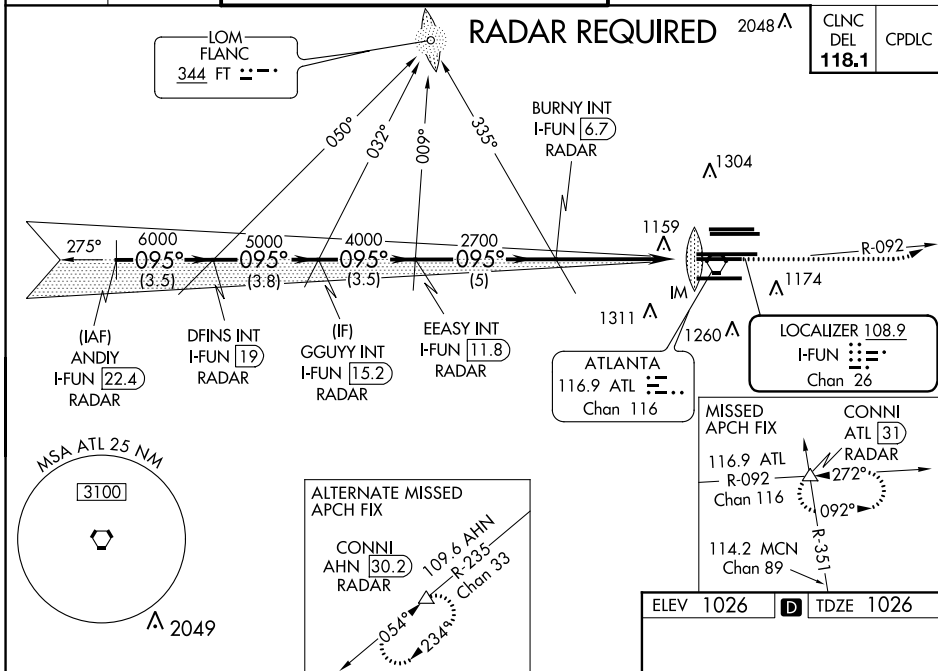 RADAR REQUIRED
2048
CLNC
DEL
118.1
CPDLC
LOM
FLANC
344 FT
BURNY INT
I-FUN 6.7
RADAR
050°
032°
009°
335°
1304
1159
275°
6000
095°
(3.5)
5000
095°
(3.8)
4000
095°
(3.5)
2700
095°
(5)
R-092
IM
1174
1311
1260
(IAF)
ANDIY
I-FUN 22.4
RADAR
DFINS INT
I-FUN 19
RADAR
(IF)
GGUYY INT
I-FUN 15.2
RADAR
EEASY INT
I-FUN 11.8
RADAR
ATLANTA
116.9 ATL
Chan 116
LOCALIZER 108.9
I-FUN
Chan 26
MSA ATL 25 NM
3100
2049
ALTERNATE MISSED
APCH FIX
CONNI
AHN 30.2
RADAR
109.6 AHN
R-235
Chan 33
054°
234°
MISSED
APCH FIX
CONNI
ATL 31
RADAR
116.9 ATL
R-092
Chan 116
272°
092°
R-351
114.2 MCN
Chan 89
ELEV 1026
D
TDZE 1026